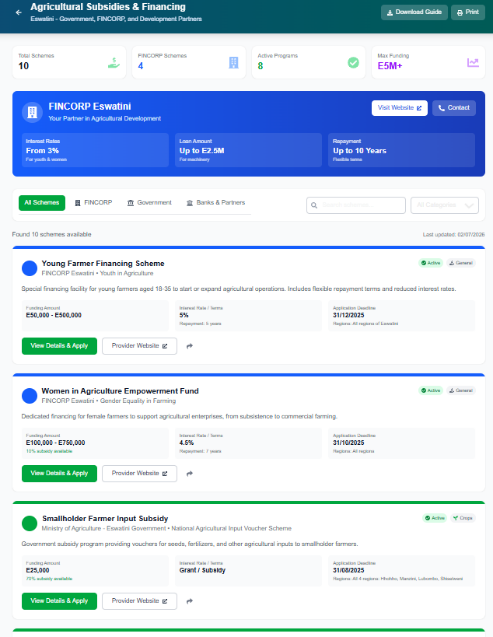 Agricultural Subsidies & Financing
Eswatini - Government, FINCORP, and Development Partners
Download Guide
Print
Total Schemes
10
FINCORP Schemes
4
Active Programs
8
Max Funding
E5M+
FINCORP Eswatini
Your Partner in Agricultural Development
Visit Website
Contact
Interest Rates
From 3%
For youth & women
Loan Amount
Up to E2.5M
For machinery
Repayment
Up to 10 Years
Flexible terms
All Schemes
FINCORP
Government
Banks & Partners
Search schemes...
All Categories
Found 10 schemes available
Last updated: 02/07/2026
Young Farmer Financing Scheme
FINCORP Eswatini • Youth in Agriculture
Active
General
Special financing facility for young farmers aged 18-35 to start or expand agricultural operations. Includes flexible repayment terms and reduced interest rates.
Funding Amount
E50,000 - E500,000
Interest Rate / Terms
5%
Repayment: 5 years
Application Deadline
31/12/2025
Regions: All regions of Eswatini
View Details & Apply
Provider Website
Women in Agriculture Empowerment Fund
FINCORP Eswatini • Gender Equality in Farming
Active
General
Dedicated financing for female farmers to support agricultural enterprises, from subsistence to commercial farming.
Funding Amount
E100,000 - E750,000
15% subsidy available
Interest Rate / Terms
4.5%
Repayment: 7 years
Application Deadline
31/10/2025
Regions: All regions
View Details & Apply
Provider Website
Smallholder Farmer Input Subsidy
Ministry of Agriculture - Eswatini Government • National Agricultural Input Voucher Scheme
Active
Crops
Government subsidy program providing vouchers for seeds, fertilizers, and other agricultural inputs to smallholder farmers.
Funding Amount
E25,000
75% subsidy available
Interest Rate / Terms
Grant / Subsidy
Application Deadline
31/08/2025
Regions: All 4 regions: Hhohho, Manzini, Lubombo, Shiselweni
View Details & Apply
Provider Website